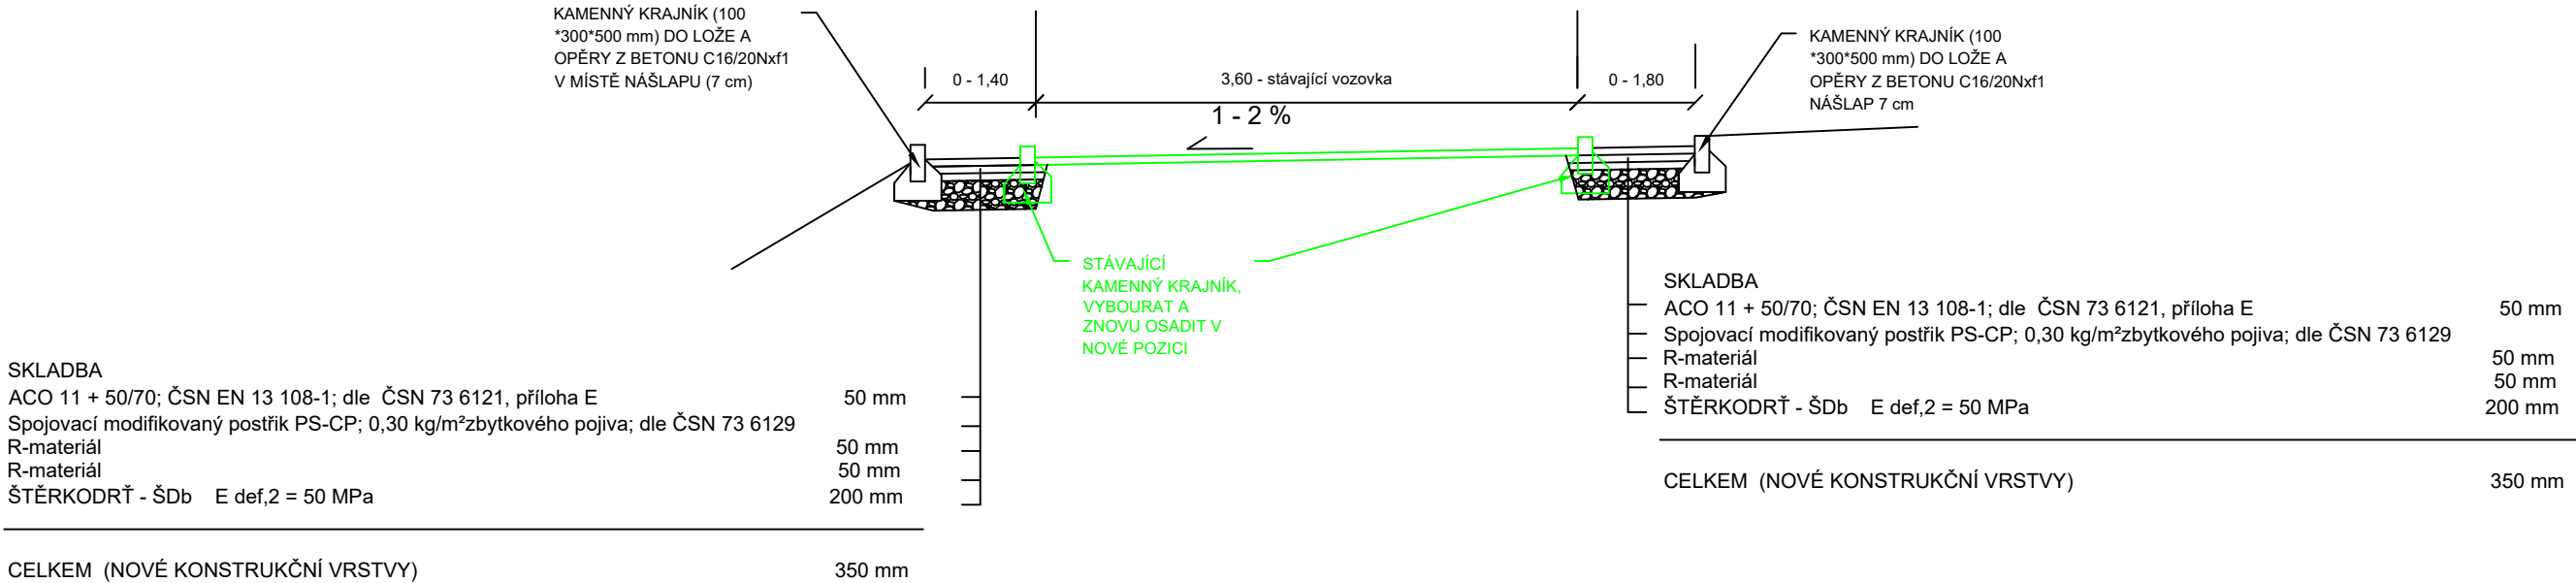 KAMENNÝ KRAJNÍK (100
*300*500 mm) DO LOŽE A
OPĚRY Z BETONU C16/20Nxf1
V MÍSTĚ NÁŠLAPU (7 cm)
0 - 1,40
3,60 - stávající vozovka
0 - 1,80
1 - 2 %
KAMENNÝ KRAJNÍK (100
*300*500 mm) DO LOŽE A
OPĚRY Z BETONU C16/20Nxf1
NÁŠLAP 7 cm
STÁVAJÍCÍ
KAMENNÝ KRAJNÍK,
VYBOURAT A
ZNOVU OSADIT V
NOVÉ POZICI
SKLADBA
ACO 11 + 50/70; ČSN EN 13 108-1; dle ČSN 73 6121, příloha E 50 mm
Spojovací modifikovaný postřik PS-CP; 0,30 kg/m²zbytkového pojiva; dle ČSN 73 6129
R-materiál 50 mm
R-materiál 50 mm
ŠTĚRKODRŤ - ŠDb E def,2 = 50 MPa 200 mm
CELKEM (NOVÉ KONSTRUKČNÍ VRSTVY) 350 mm
SKLADBA
ACO 11 + 50/70; ČSN EN 13 108-1; dle ČSN 73 6121, příloha E 50 mm
Spojovací modifikovaný postřik PS-CP; 0,30 kg/m²zbytkového pojiva; dle ČSN 73 6129
R-materiál 50 mm
R-materiál 50 mm
ŠTĚRKODRŤ - ŠDb E def,2 = 50 MPa 200 mm
CELKEM (NOVÉ KONSTRUKČNÍ VRSTVY) 350 mm